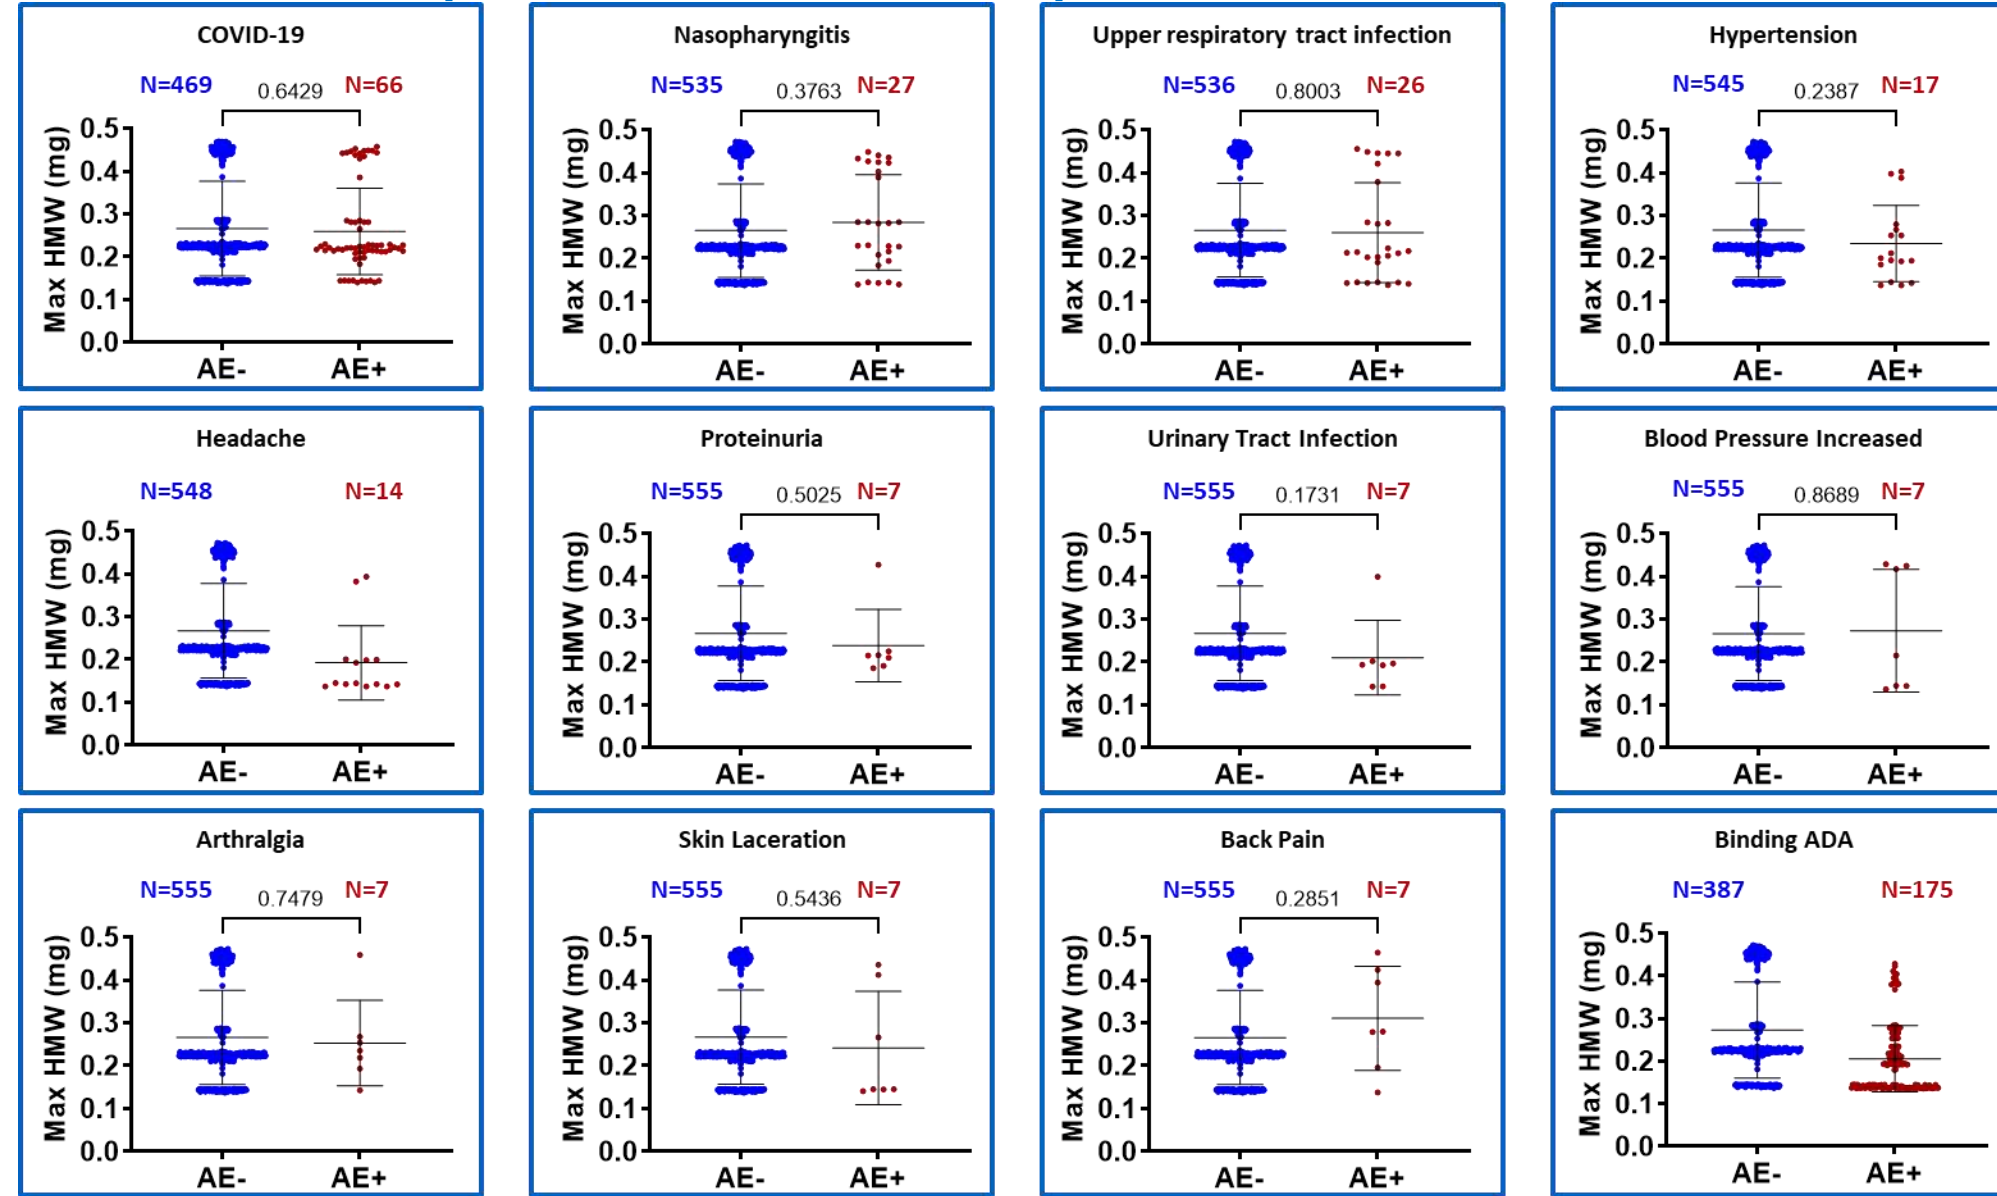 COVID-19
N=469 0.6429 N=66
Max HMW (mg)
0.5
0.4
0.3
0.2
0.1
0.0
AE- AE+
Nasopharyngitis
N=535 0.3763 N=27
Max HMW (mg)
0.5
0.4
0.3
0.2
0.1
0.0
AE- AE+
Upper respiratory tract infection
N=536 0.8003 N=26
Max HMW (mg)
0.5
0.4
0.3
0.2
0.1
0.0
AE- AE+
Hypertension
N=545 0.2387 N=17
Max HMW (mg)
0.5
0.4
0.3
0.2
0.1
0.0
AE- AE+
Headache
N=548 N=14
Max HMW (mg)
0.5
0.4
0.3
0.2
0.1
0.0
AE- AE+
Proteinuria
N=555 0.5025 N=7
Max HMW (mg)
0.5
0.4
0.3
0.2
0.1
0.0
AE- AE+
Urinary Tract Infection
N=555 0.1731 N=7
Max HMW (mg)
0.5
0.4
0.3
0.2
0.1
0.0
AE- AE+
Blood Pressure Increased
N=555 0.8689 N=7
Max HMW (mg)
0.5
0.4
0.3
0.2
0.1
0.0
AE- AE+
Arthralgia
N=555 0.7479 N=7
Max HMW (mg)
0.5
0.4
0.3
0.2
0.1
0.0
AE- AE+
Skin Laceration
N=555 0.5436 N=7
Max HMW (mg)
0.5
0.4
0.3
0.2
0.1
0.0
AE- AE+
Back Pain
N=555 0.2851 N=7
Max HMW (mg)
0.5
0.4
0.3
0.2
0.1
0.0
AE- AE+
Binding ADA
N=387 N=175
Max HMW (mg)
0.5
0.4
0.3
0.2
0.1
0.0
AE- AE+